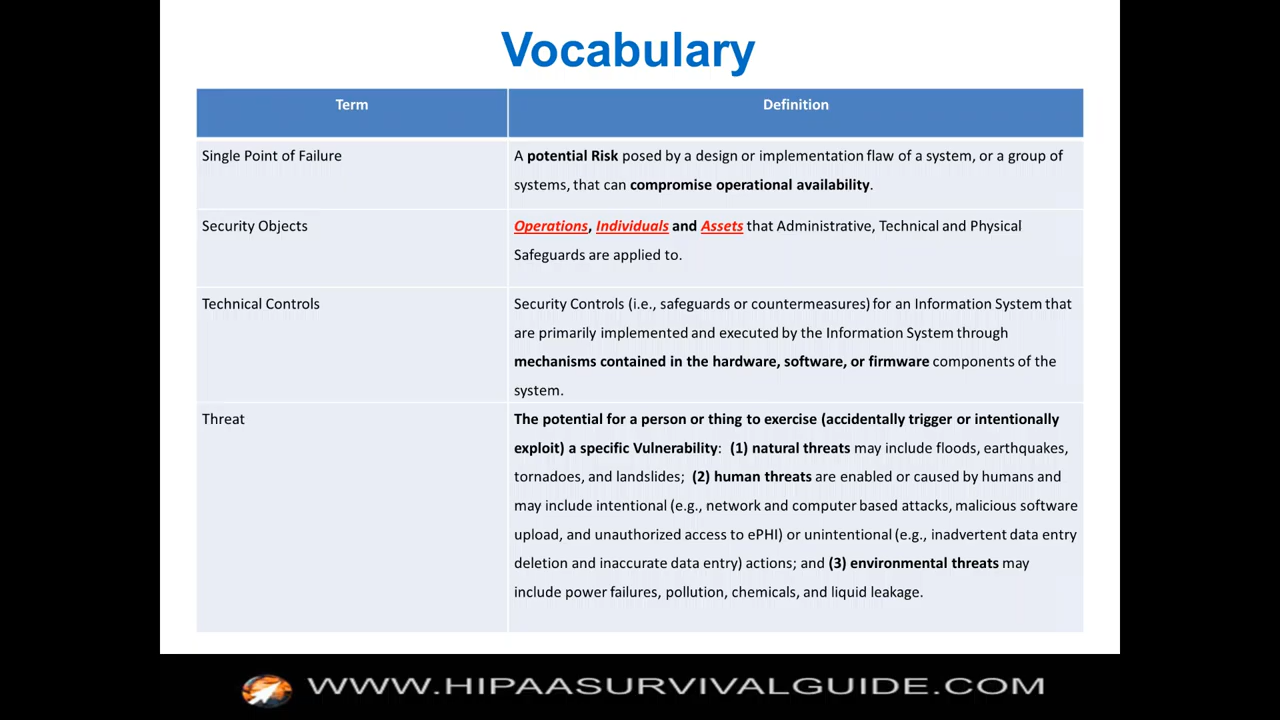 Vocabulary
Term
Definition
Single Point of Failure
A potential Risk posed by a design or implementation flaw of a system, or a group of
systems, that can compromise operational availability.
Security Objects
Operations, Individuals and Assets that Administrative, Technical and Physical
Safeguards are applied to.
Technical Controls
Security Controls (i.e., safeguards or countermeasures) for an Information System that
are primarily implemented and executed by the Information System through
mechanisms contained in the hardware, software, or firmware components of the
system.
Threat
The potential for a person or thing to exercise (accidentally trigger or intentionally
exploit) a specific Vulnerability: (1) natural threats may include floods, earthquakes,
tornadoes, and landslides; (2) human threats are enabled or caused by humans and
may include intentional (e.g., network and computer based attacks, malicious software
upload, and unauthorized access to ePHI) or unintentional (e.g., inadvertent data entry
deletion and inaccurate data entry) actions; and (3) environmental threats may
include power failures, pollution, chemicals, and liquid leakage.
WWW.HIPAASURVIVALGUIDE.COM